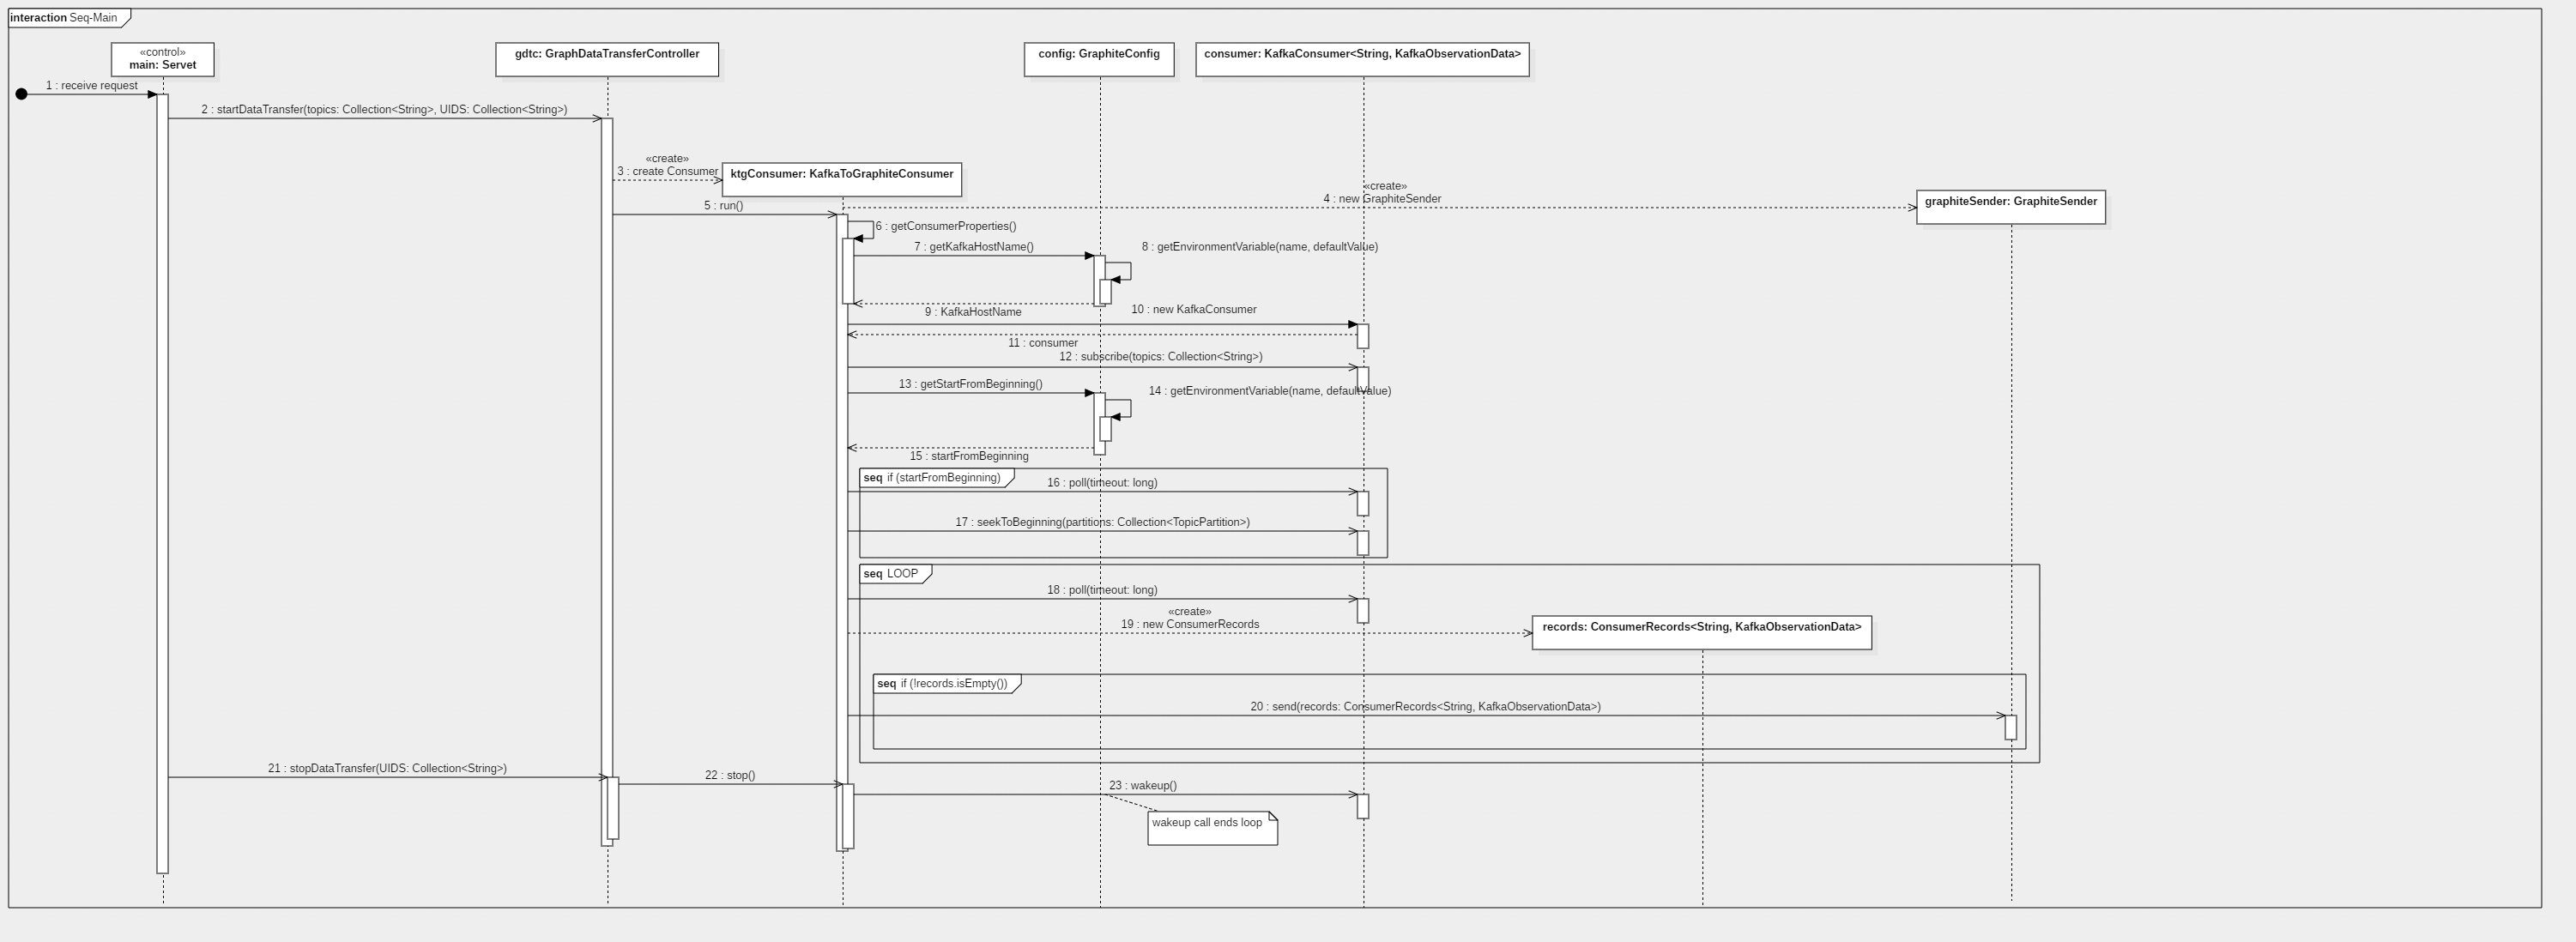 interaction Seq-Main
«control»
main: Servet
gdtc: GraphDataTransferController
config: GraphiteConfig
consumer: KafkaConsumer<String, KafkaObservationData>
1 : receive request
2 : startDataTransfer(topics: Collection<String>, UIDS: Collection<String>)
«create»
3 : create Consumer
ktgConsumer: KafkaToGraphiteConsumer
«create»
4 : new GraphiteSender
graphiteSender: GraphiteSender
5 : run()
6 : getConsumerProperties()
7 : getKafkaHostName()
8 : getEnvironmentVariable(name, defaultValue)
9 : KafkaHostName
10 : new KafkaConsumer
11 : consumer
12 : subscribe(topics: Collection<String>)
13 : getStartFromBeginning()
14 : getEnvironmentVariable(name, defaultValue)
15 : startFromBeginning
seq if (startFromBeginning)
16 : poll(timeout: long)
17 : seekToBeginning(partitions: Collection<TopicPartition>)
seq LOOP
18 : poll(timeout: long)
«create»
19 : new ConsumerRecords
records: ConsumerRecords<String, KafkaObservationData>
seq if (!records.isEmpty())
20 : send(records: ConsumerRecords<String, KafkaObservationData>)
21 : stopDataTransfer(UIDS: Collection<String>)
22 : stop()
23 : wakeup()
wakeup call ends loop